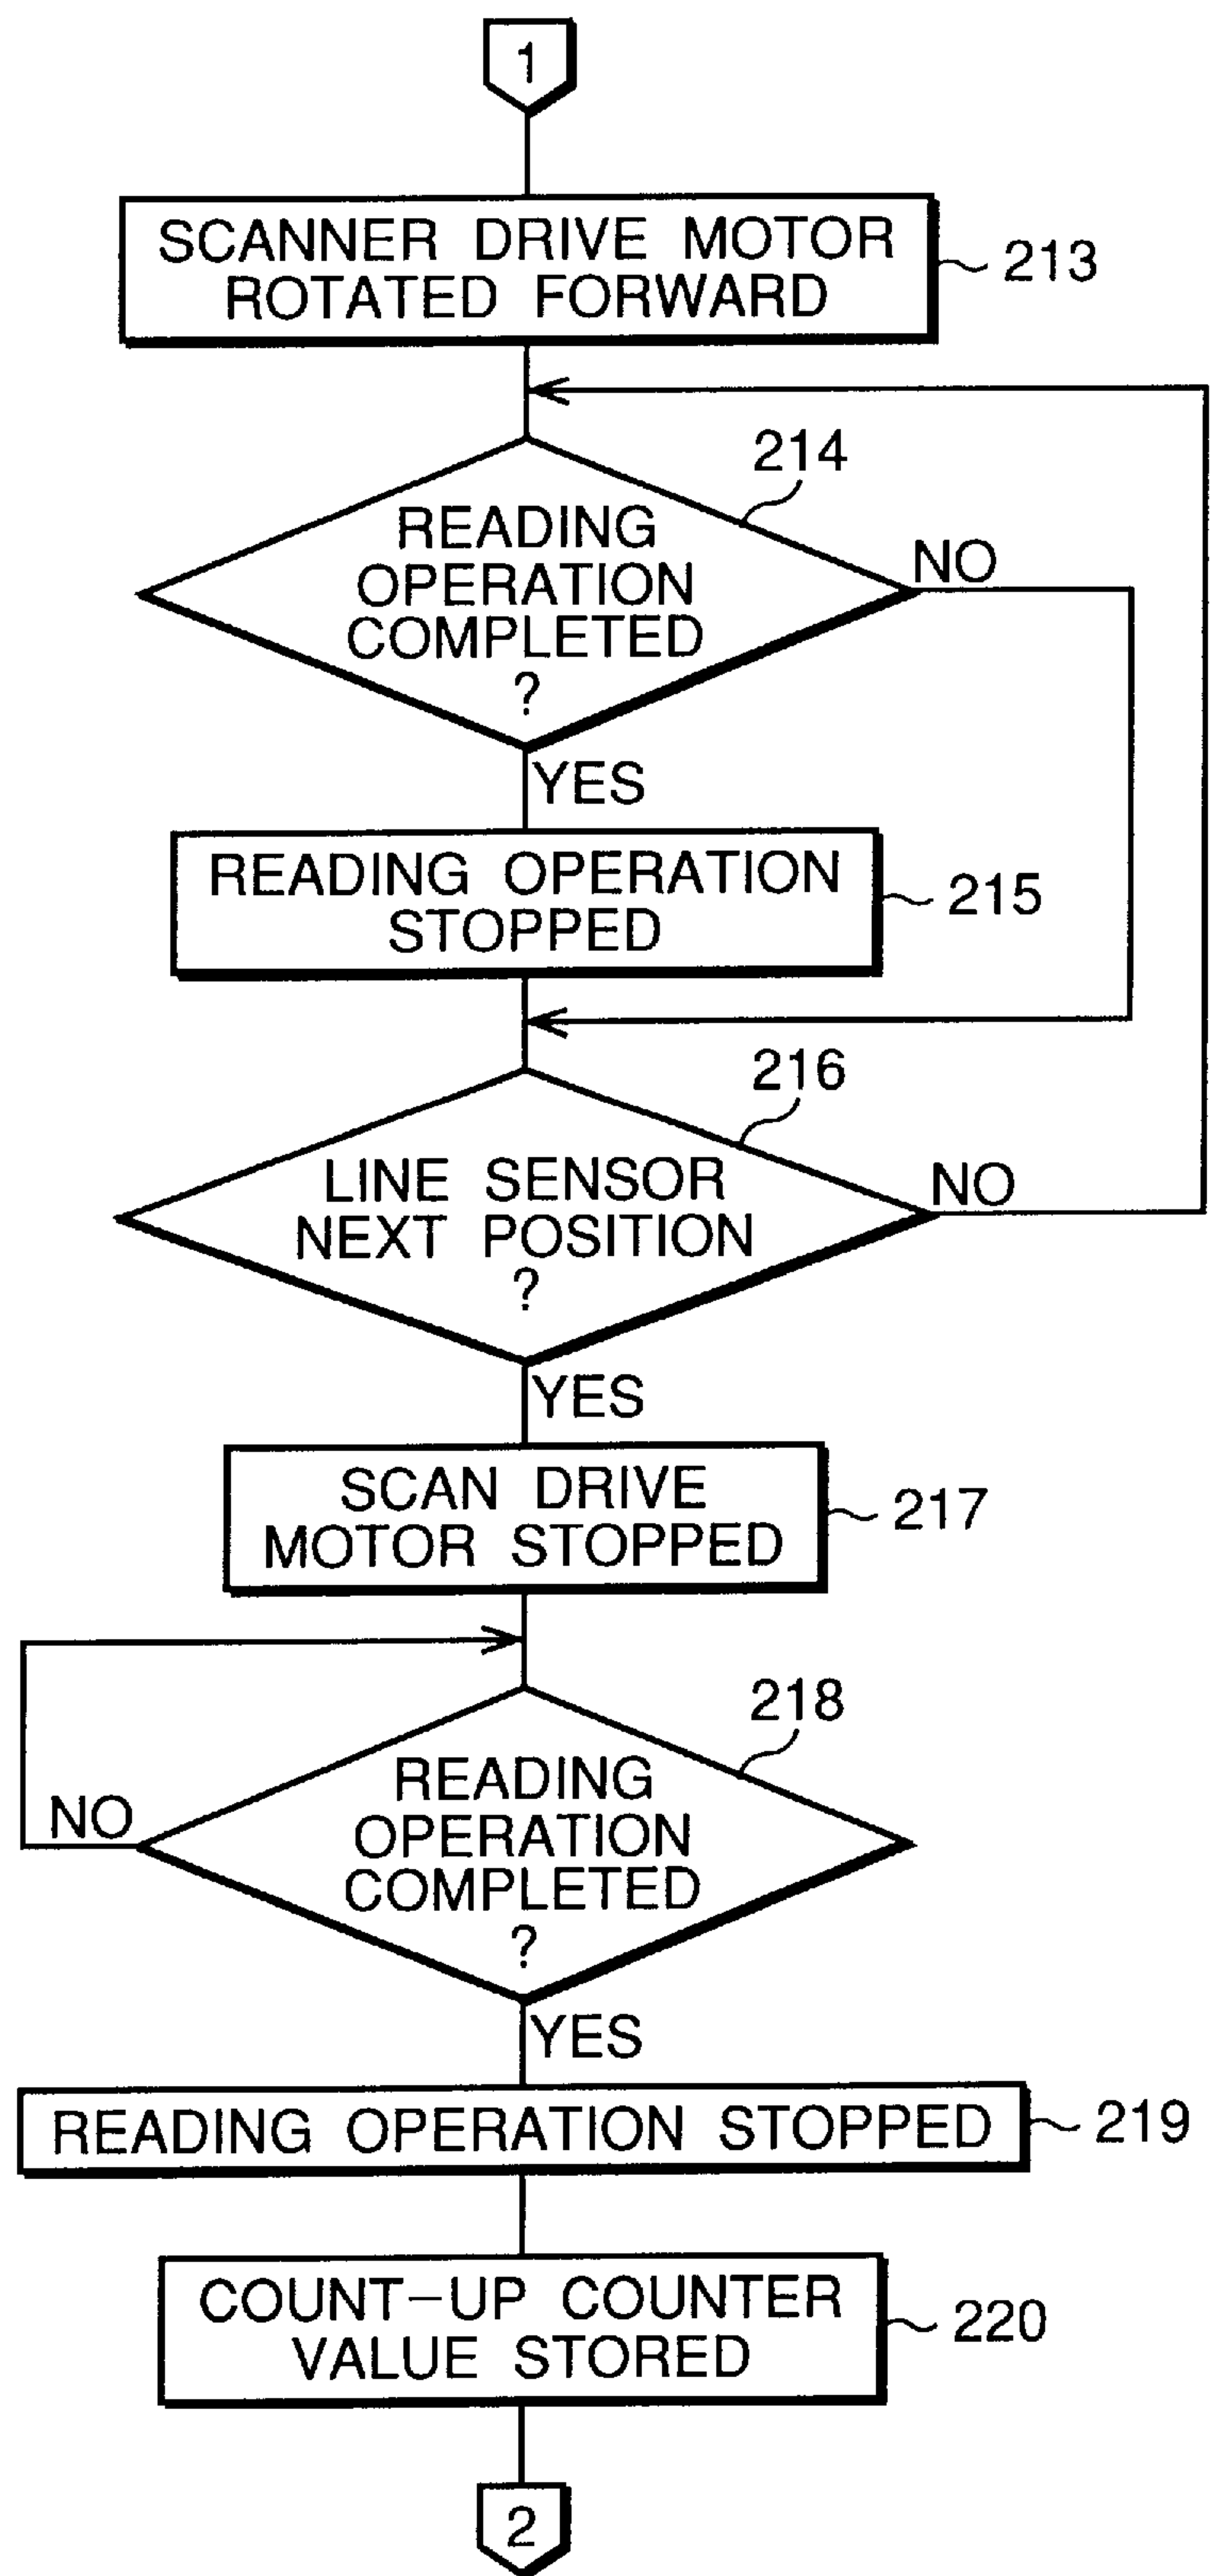 1
SCANNER DRIVE MOTOR
ROTATED FORWARD
213
214
READING
OPERATION
COMPLETED
?
NO
YES
READING OPERATION
STOPPED
215
216
LINE SENSOR
NEXT POSITION
?
NO
YES
SCAN DRIVE
MOTOR STOPPED
217
218
READING
OPERATION
COMPLETED
?
NO
YES
READING OPERATION STOPPED
219
COUNT-UP COUNTER
VALUE STORED
220
2